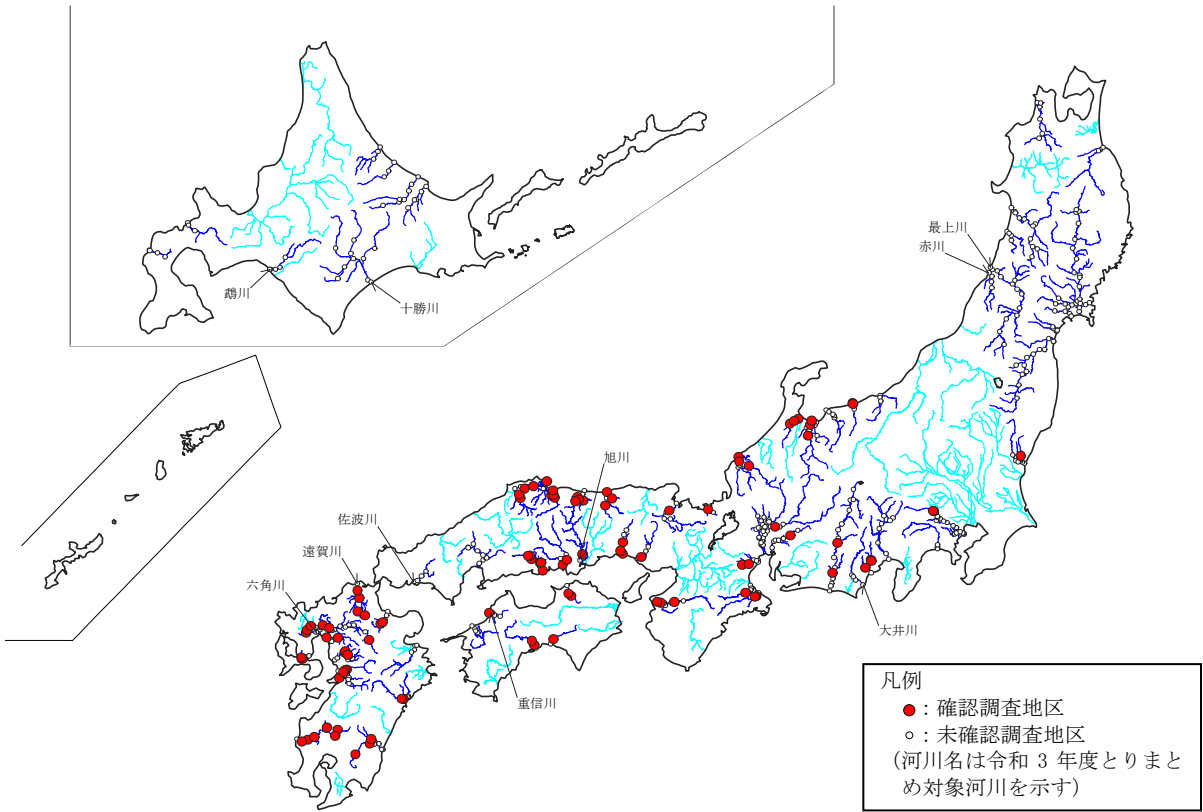 最上川
赤川
鵡川
十勝川
旭川
佐波川
遠賀川
六角川
大井川
重信川
凡例
：確認調査地区
：未確認調査地区
(河川名は令和 3 年度とりまと
め対象河川を示す)